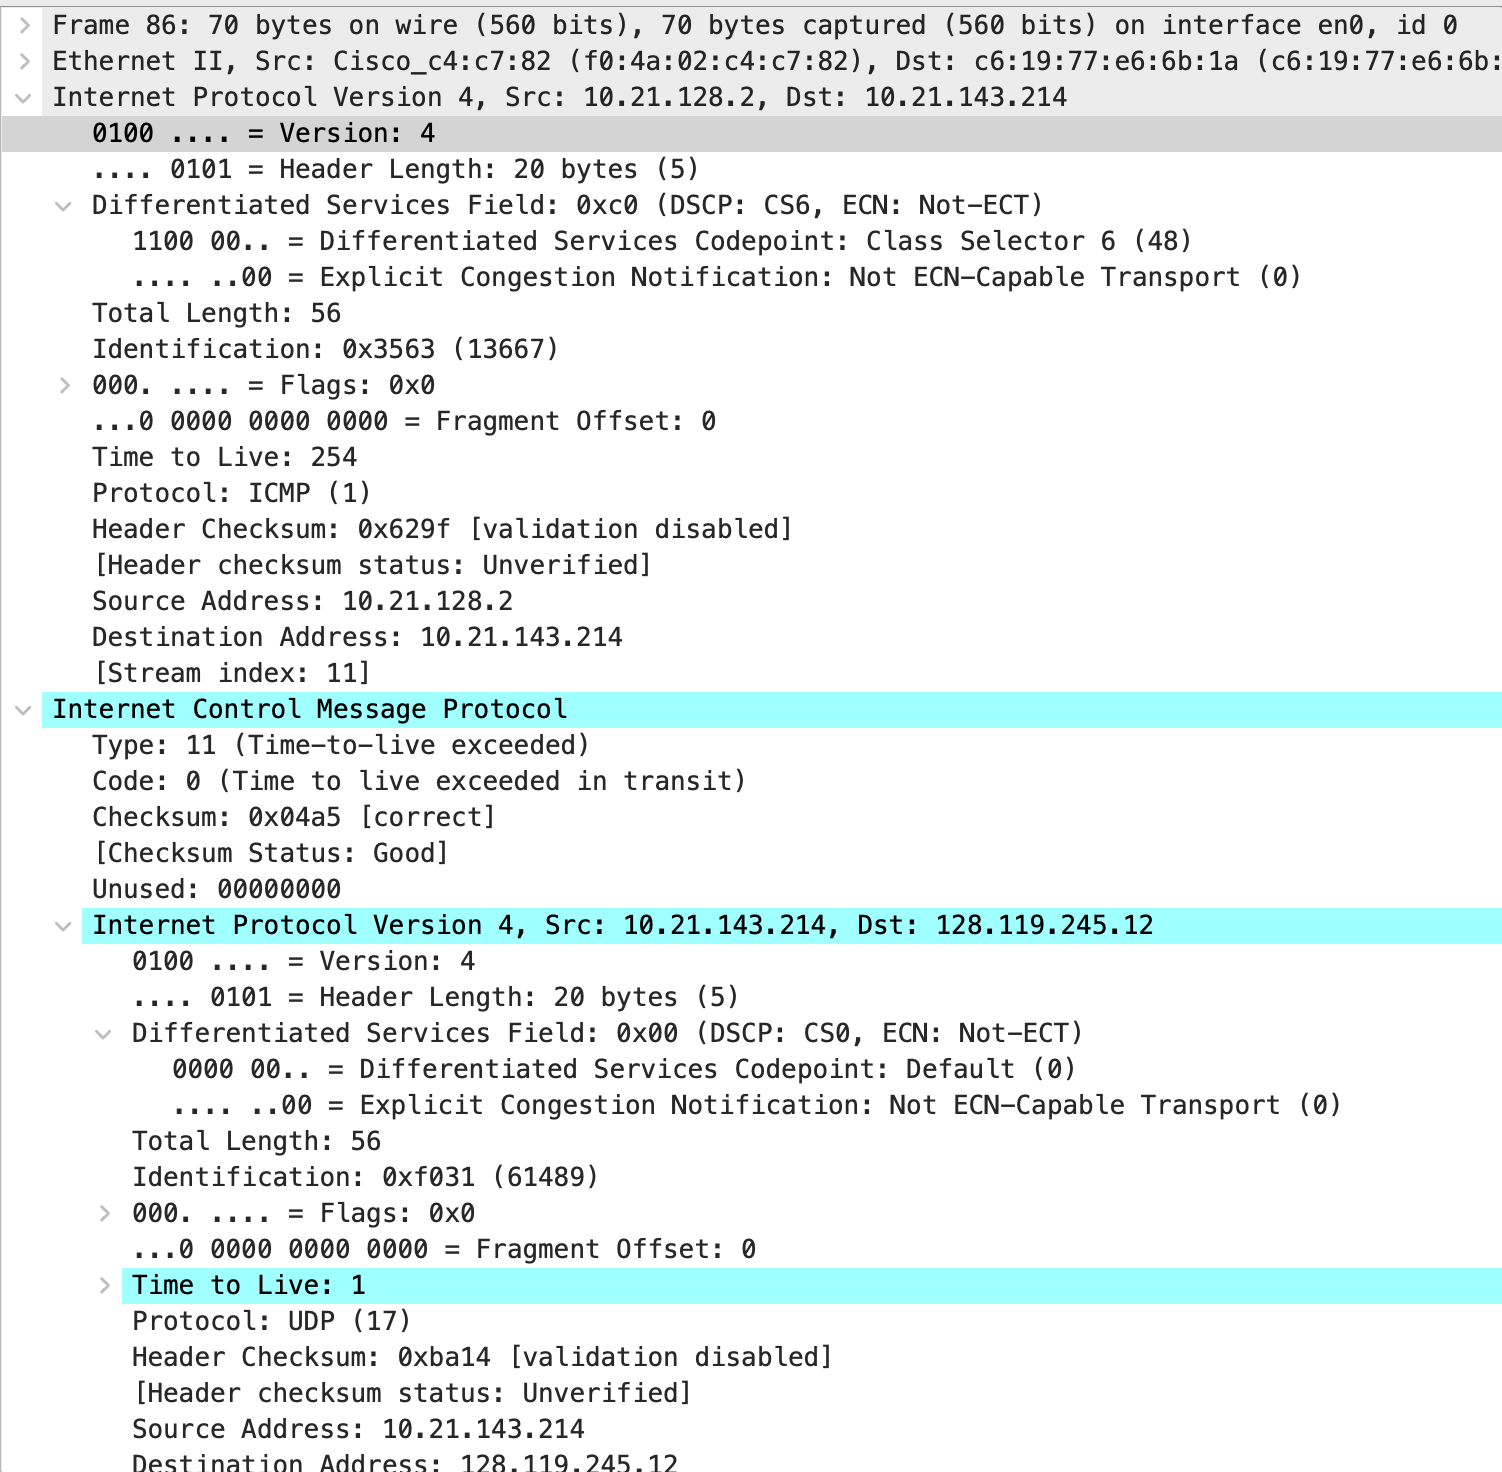 Frame 86: 70 bytes on wire (560 bits), 70 bytes captured (560 bits) on interface en0, id 0
Ethernet II, Src: Cisco_c4:c7:82 (f0:4a:02:c4:c7:82), Dst: c6:19:77:e6:6b:1a (c6:19:77:e6:6b:
Internet Protocol Version 4, Src: 10.21.128.2, Dst: 10.21.143.214
0100 .... = Version: 4
.... 0101 = Header Length: 20 bytes (5)
Differentiated Services Field: 0xc0 (DSCP: CS6, ECN: Not-ECT)
1100 00.. = Differentiated Services Codepoint: Class Selector 6 (48)
.... ..00 = Explicit Congestion Notification: Not ECN-Capable Transport (0)
Total Length: 56
Identification: 0x3563 (13667)
000. .... = Flags: 0x0
...0 0000 0000 0000 = Fragment Offset: 0
Time to Live: 254
Protocol: ICMP (1)
Header Checksum: 0x629f [validation disabled]
[Header checksum status: Unverified]
Source Address: 10.21.128.2
Destination Address: 10.21.143.214
[Stream index: 11]
Internet Control Message Protocol
Type: 11 (Time-to-live exceeded)
Code: 0 (Time to live exceeded in transit)
Checksum: 0x04a5 [correct]
[Checksum Status: Good]
Unused: 00000000
Internet Protocol Version 4, Src: 10.21.143.214, Dst: 128.119.245.12
0100 .... = Version: 4
.... 0101 = Header Length: 20 bytes (5)
Differentiated Services Field: 0x00 (DSCP: CS0, ECN: Not-ECT)
0000 00.. = Differentiated Services Codepoint: Default (0)
.... ..00 = Explicit Congestion Notification: Not ECN-Capable Transport (0)
Total Length: 56
Identification: 0xf031 (61489)
000. .... = Flags: 0x0
...0 0000 0000 0000 = Fragment Offset: 0
Time to Live: 1
Protocol: UDP (17)
Header Checksum: 0xba14 [validation disabled]
[Header checksum status: Unverified]
Source Address: 10.21.143.214
Destination Address: 128.119.245.12